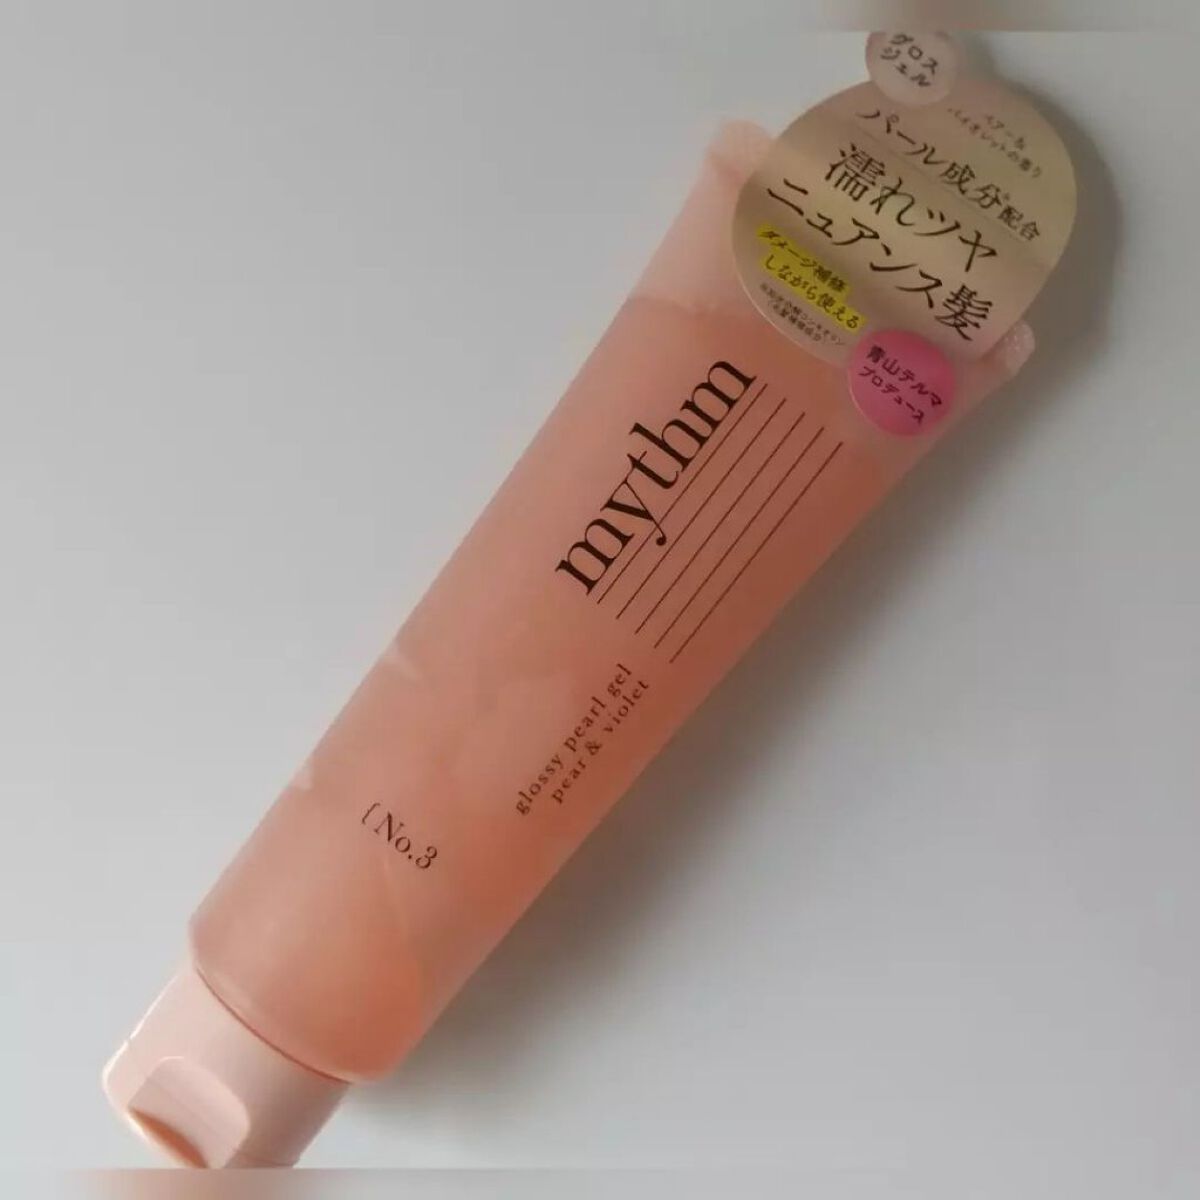 グロス
ジェル
ペアー&
バイオレットの香り
パール成分※配合
濡れツヤ
ニュアンス髪
ダメージ補修
しながら使える
青山テルマ
プロデュース
mythm
glossy pearl gel
pear & violet
{ No.3